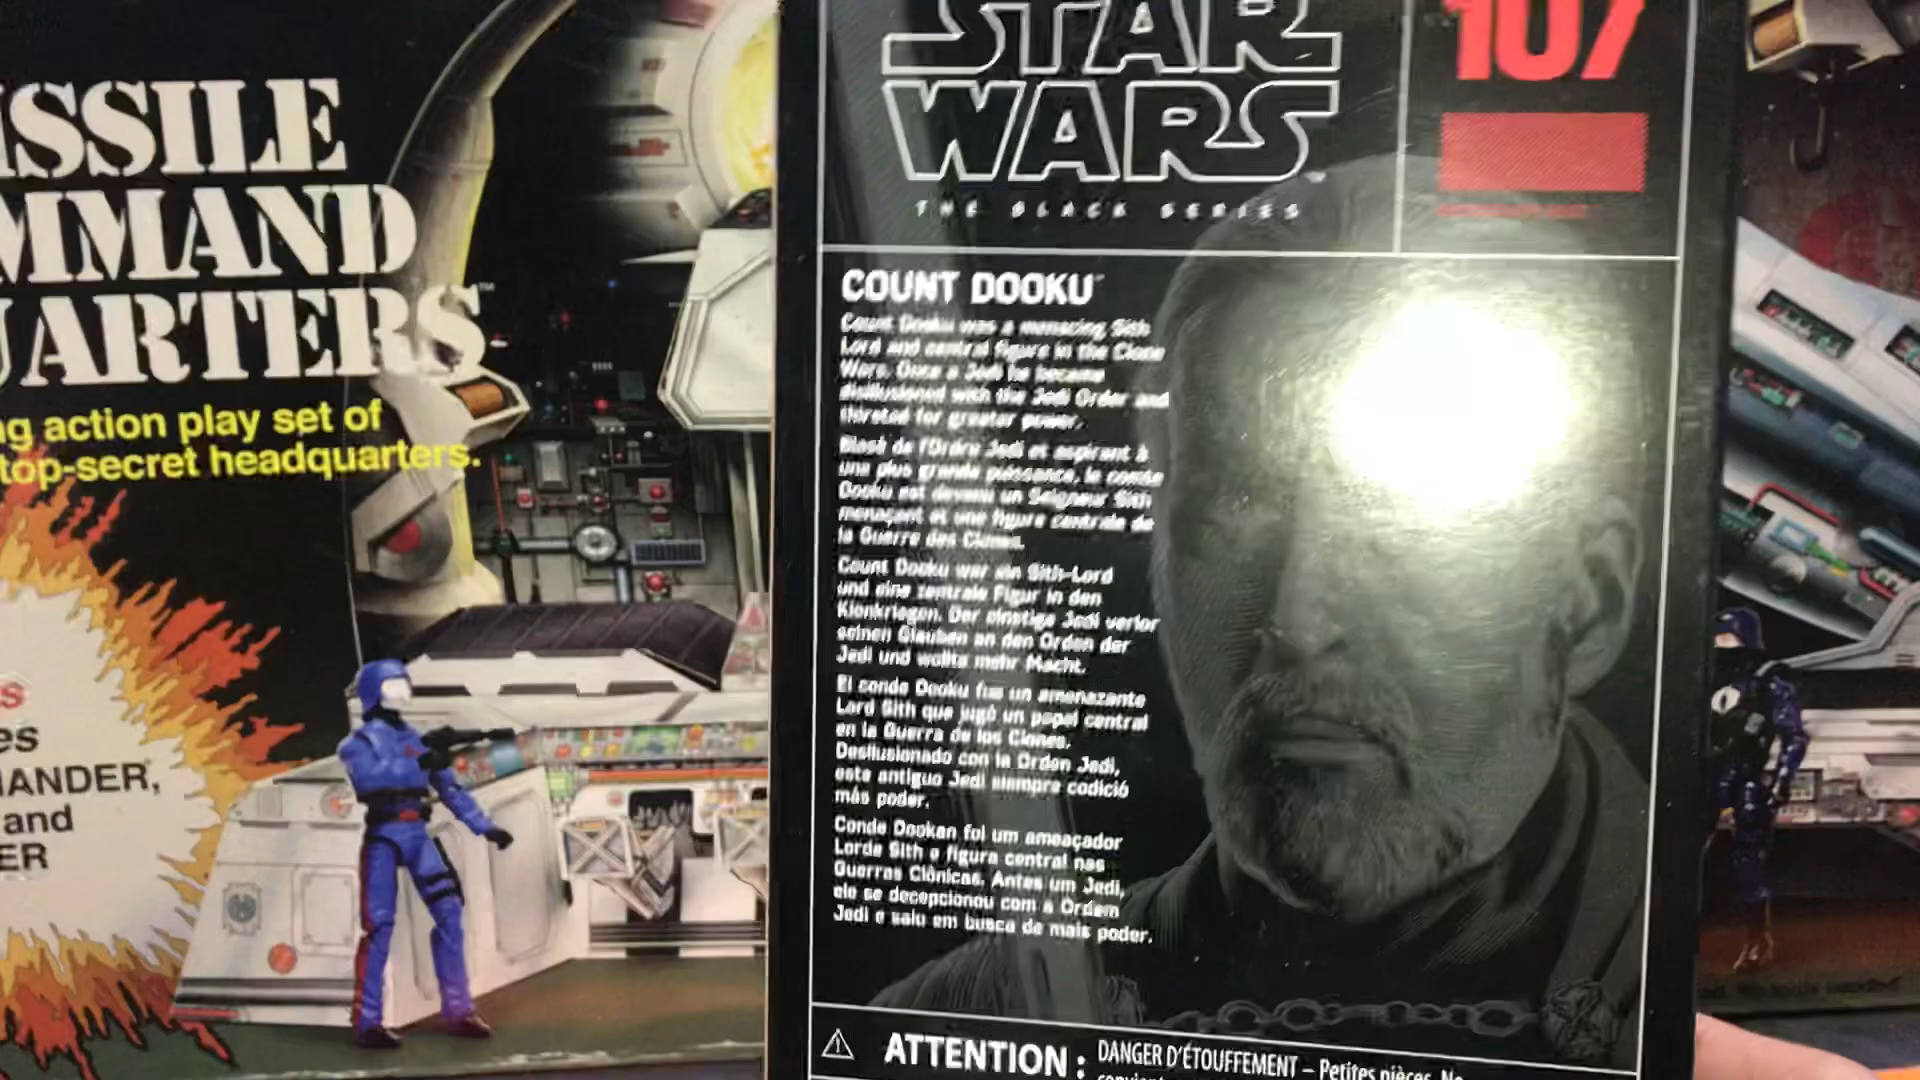 ISSILE
MMAND
UARTERS™
ng action play set of
top-secret headquarters.
S
es
MANDER,
and
ER
STAR
WARS
THE BLACK SERIES
107
COUNT DOOKU™
Count Dooku was a menacing Sith
Lord and central figure in the Clone
Wars. Once a Jedi he became
disillusioned with the Jedi Order and
thirsted for greater power.
Blasé de l'Ordre Jedi et aspirant à
une plus grande puissance, le comte
Dooku est devenu un Seigneur Sith
menaçant et une figure centrale de
la Guerre des Clones.
Count Dooku war ein Sith-Lord
und eine zentrale Figur in den
Klonkriegen. Der einstige Jedi verlor
seinen Glauben an den Orden der
Jedi und wollte mehr Macht.
El conde Dooku fue un amenazante
Lord Sith que jugó un papel central
en la Guerra de los Clones.
Desilusionado con la Orden Jedi,
este antiguo Jedi siempre codició
más poder.
Conde Dookan foi um ameaçador
Lorde Sith e figura central nas
Guerras Clônicas. Antes um Jedi,
ele se decepcionou com a Ordem
Jedi e saiu em busca de mais poder.
ATTENTION : DANGER D'ÉTOUFFEMENT – Petites pièces. Ne